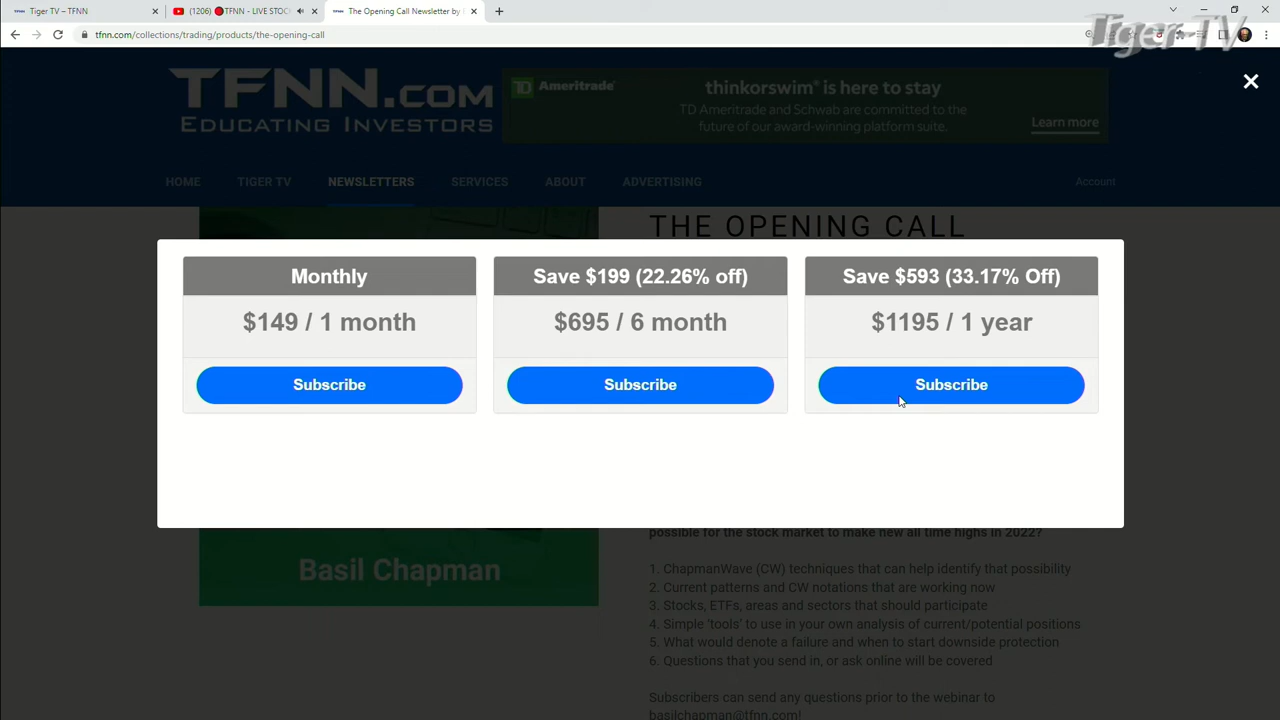 Tiger TV – TFNN
(1206) 🔴TFNN - LIVE STOC
The Opening Call Newsletter by
Tiger TV
tfnn.com/collections/trading/products/the-opening-call
TFNN.COM
EDUCATING INVESTORS
TD Ameritrade
thinkorswim® is here to stay
TD Ameritrade and Schwab are committed to the
future of our award-winning platform suite.
Learn more
HOME
TIGER TV
NEWSLETTERS
SERVICES
ABOUT
ADVERTISING
Account
THE OPENING CALL
Monthly
$149 / 1 month
Subscribe
Save $199 (22.26% off)
$695 / 6 month
Subscribe
Save $593 (33.17% Off)
$1195 / 1 year
Subscribe
Basil Chapman
possible for the stock market to make new all time highs in 2022?
1. ChapmanWave (CW) techniques that can help identify that possibility
2. Current patterns and CW notations that are working now
3. Stocks, ETFs, areas and sectors that should participate
4. Simple 'tools' to use in your own analysis of current/potential positions
5. What would denote a failure and when to start downside protection
6. Questions that you send in, or ask online will be covered
Subscribers can send any questions prior to the webinar to
basilchapman@tfnn.com!